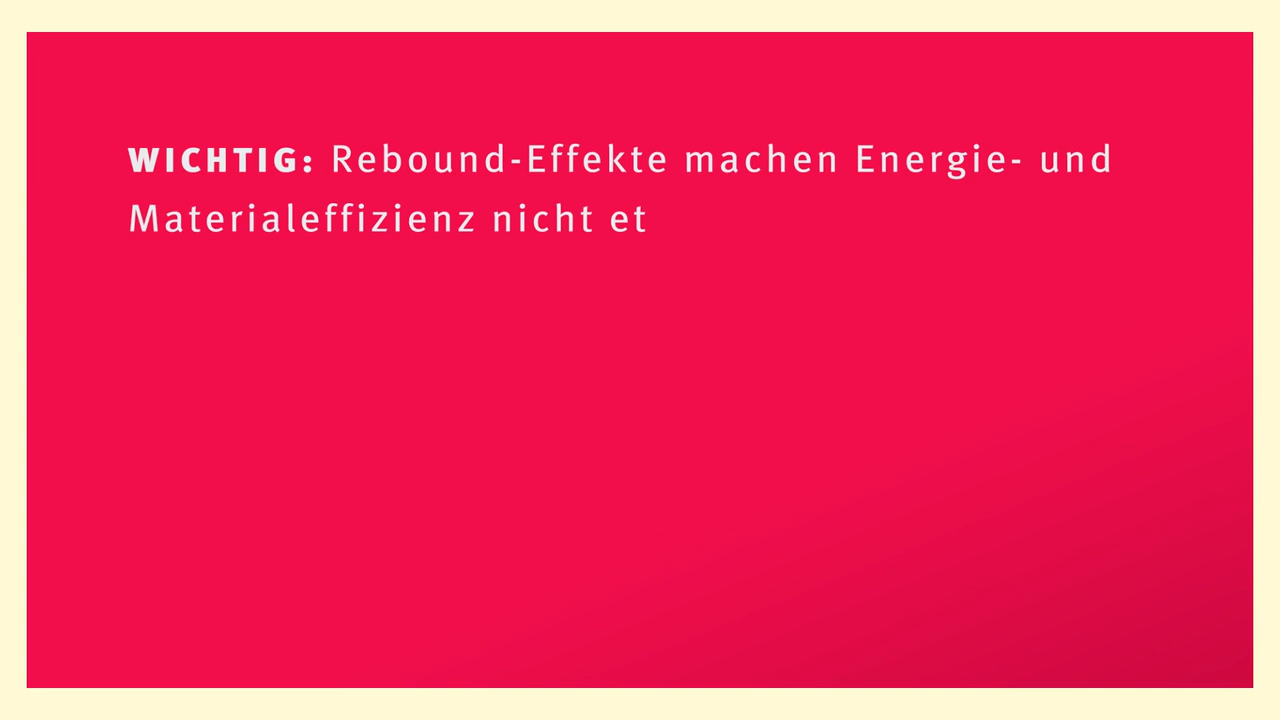 WICHTIG: Rebound-Effekte machen Energie- und
Materialeffizienz nicht et